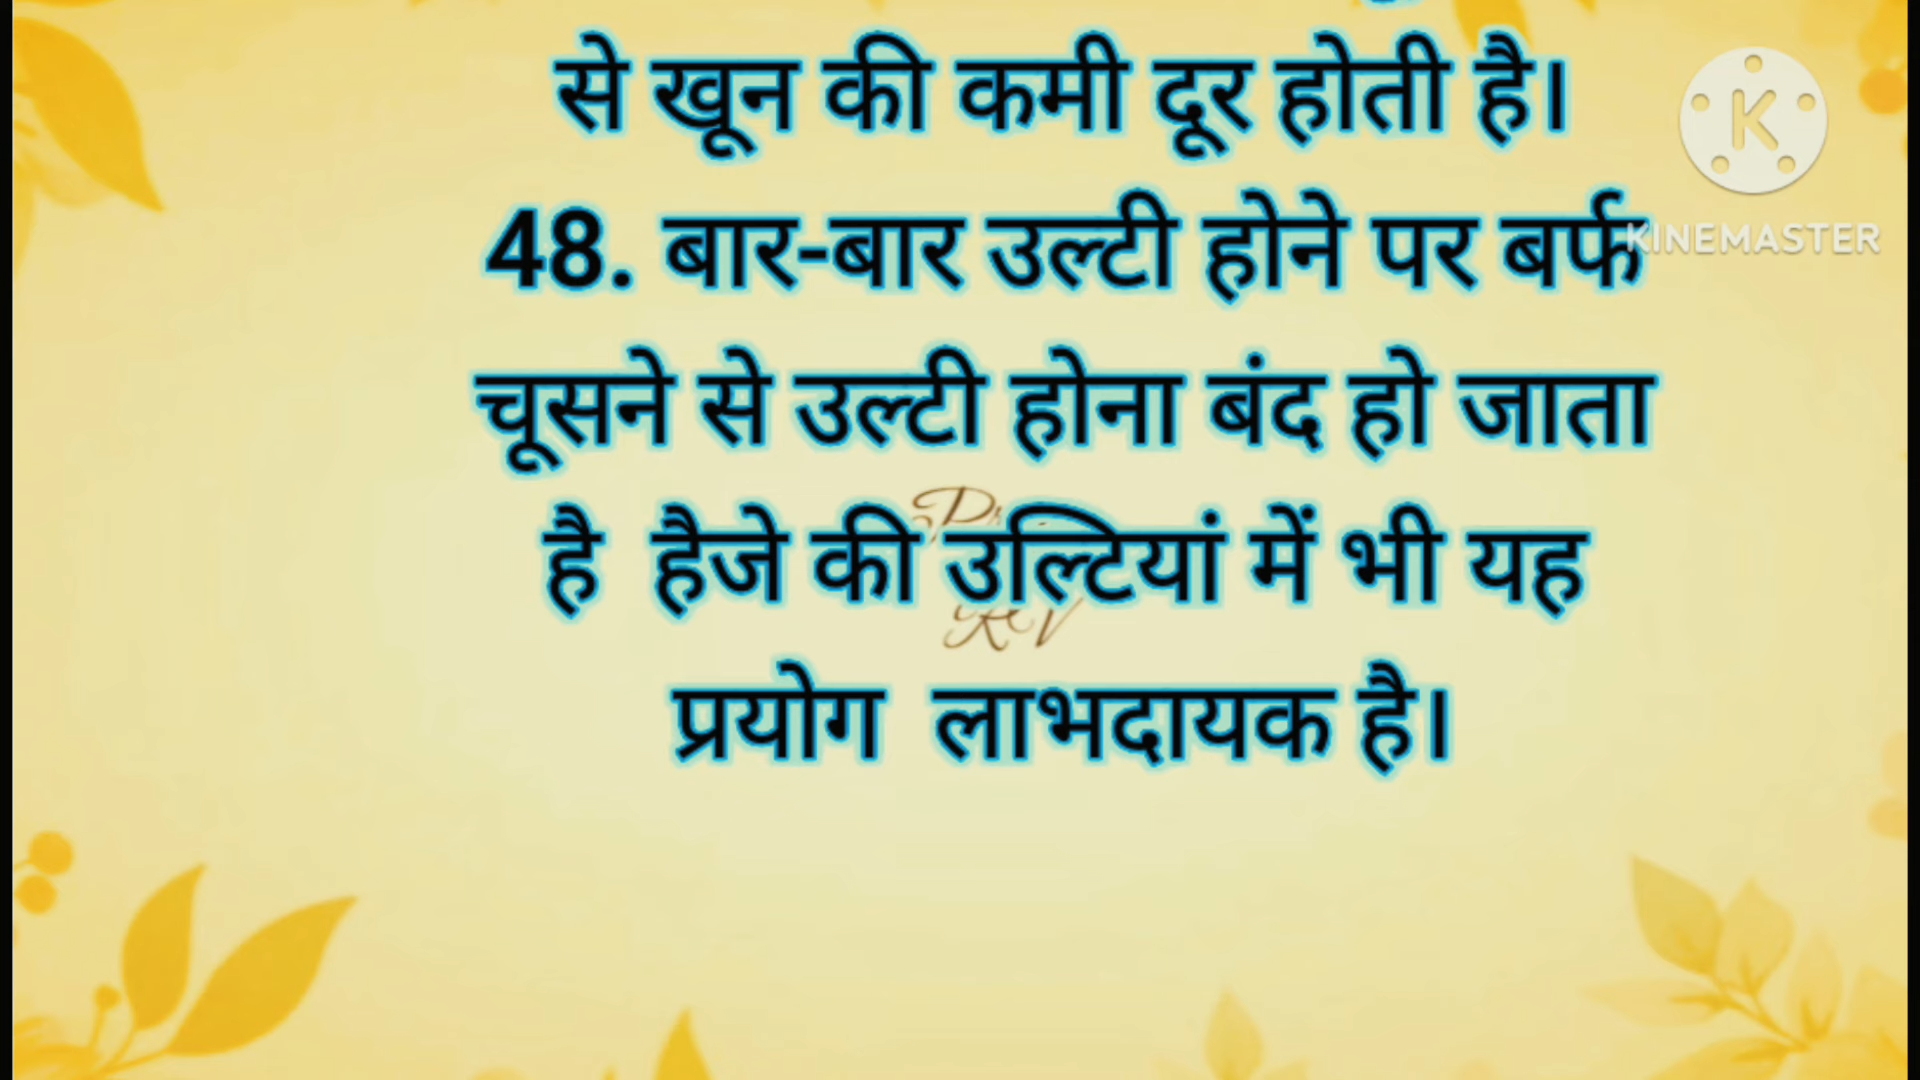 से खून की कमी दूर होती है।
48. बार-बार उल्टी होने पर बर्फ
चूसने से उल्टी होना बंद हो जाता
है हैजे की उल्टियां में भी यह
प्रयोग लाभदायक है।
K
KINEMASTER